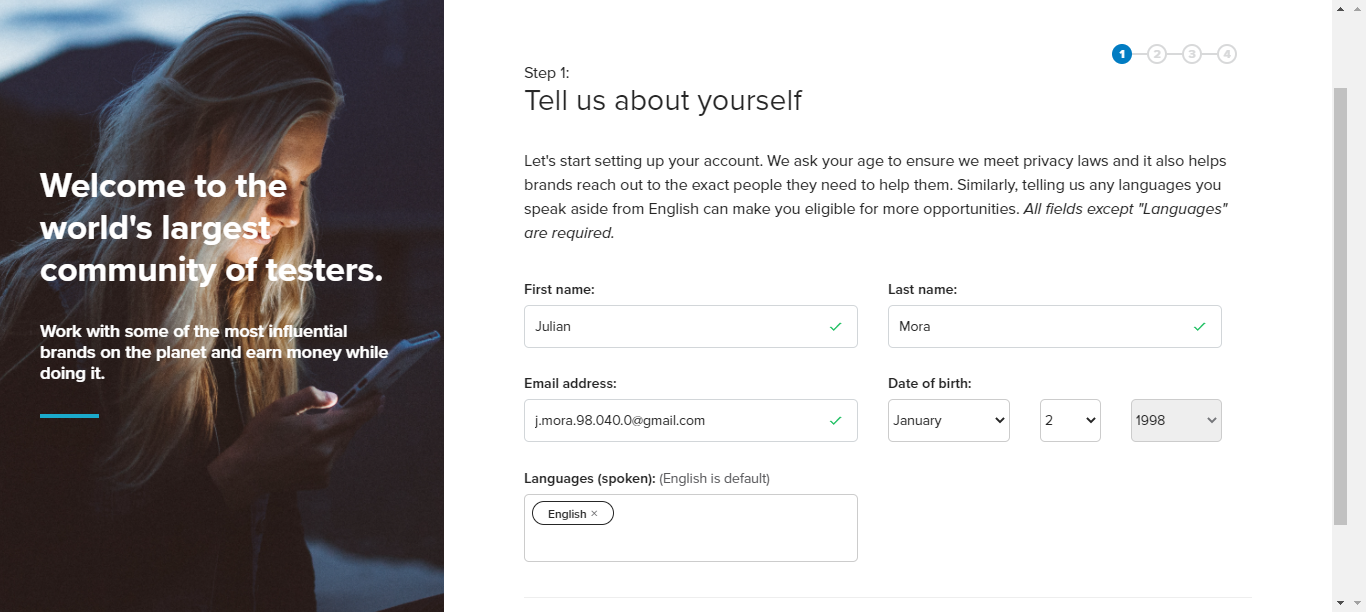 Welcome to the
world's largest
community of testers.
Work with some of the most influential
brands on the planet and earn money while
doing it.
1 2 3 4
Step 1:
Tell us about yourself
Let's start setting up your account. We ask your age to ensure we meet privacy laws and it also helps
brands reach out to the exact people they need to help them. Similarly, telling us any languages you
speak aside from English can make you eligible for more opportunities. All fields except "Languages"
are required.
First name: Last name:
Julian Mora
Email address: Date of birth:
j.mora.98.040.0@gmail.com January 2 1998
Languages (spoken): (English is default)
English ×